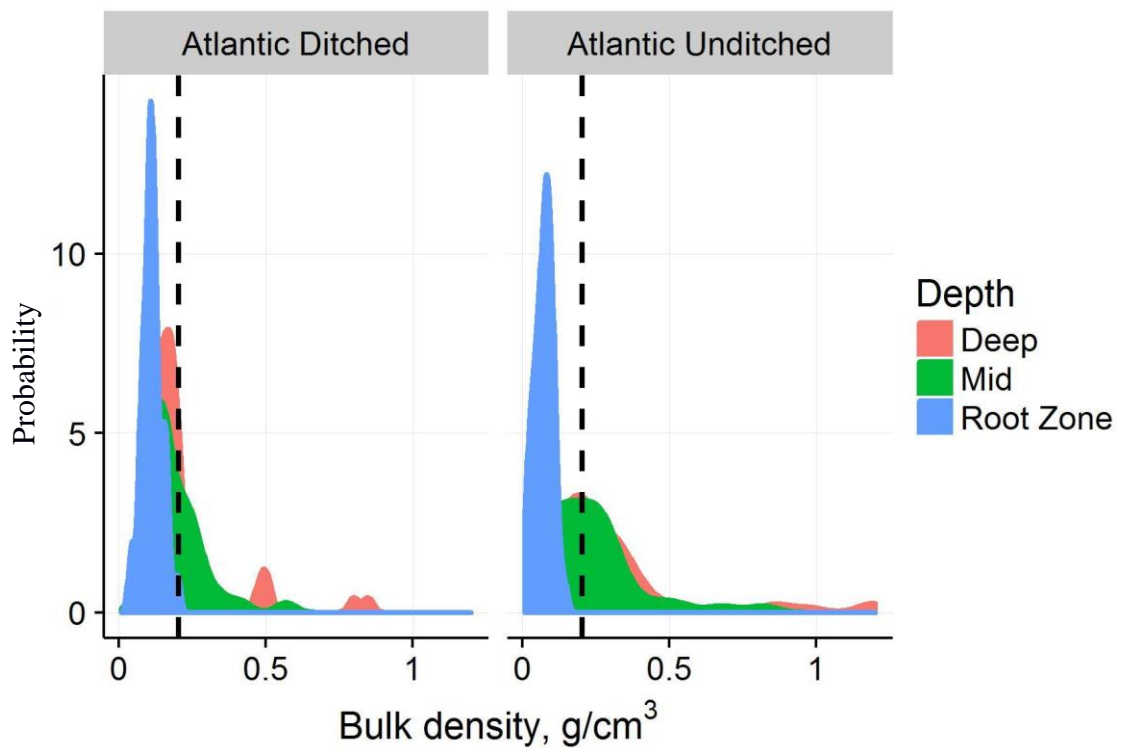 Atlantic Ditched
Atlantic Unditched
Probability
10
5
0
0
0.5
1
0
0.5
1
Bulk density, g/cm³
Depth
Deep
Mid
Root Zone